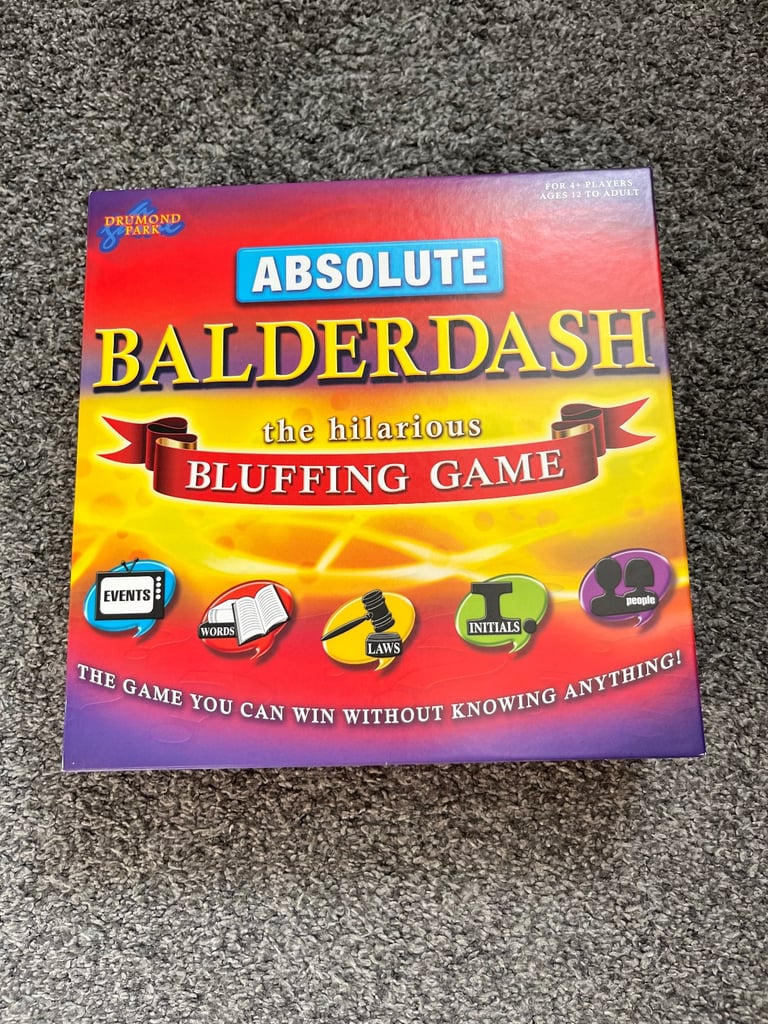 FOR 4+ PLAYERS
AGES 12 TO ADULT
DRUMOND
PARK
ABSOLUTE
BALDERDASH
the hilarious
BLUFFING GAME
EVENTS
WORDS
LAWS
INITIALS
people
THE GAME YOU CAN WIN WITHOUT KNOWING ANYTHING!